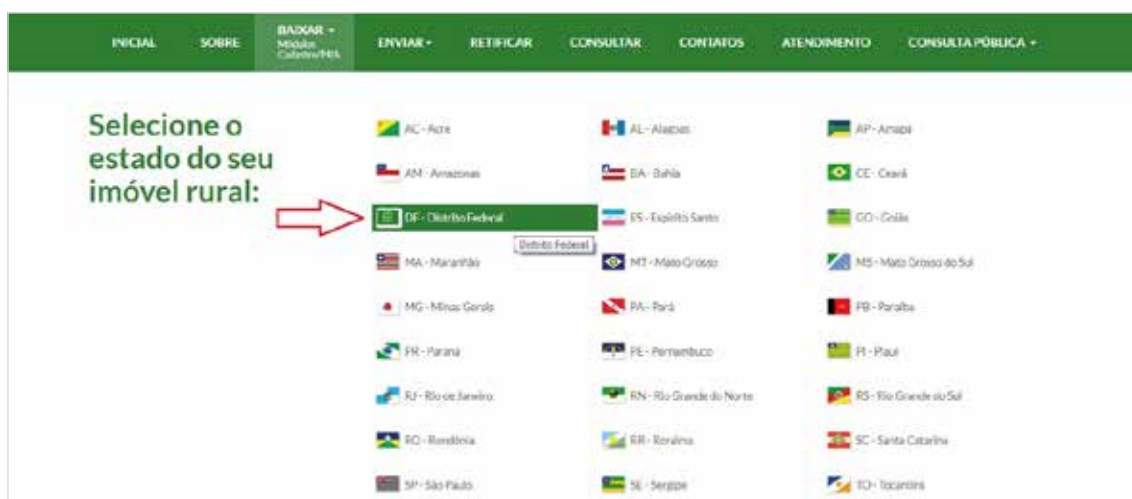 INICIAL SOBRE BAIXAR ENVIAR RETIFICAR CONSULTAR CONTATOS ATENDIMENTO CONSULTA PÚBLICA
Módulos
Selecione o
estado do seu
imóvel rural:
AC - Acre AL - Alagoas AP - Amapá
AM - Amazonas BA - Bahia CE - Ceará
DF - Distrito Federal ES - Espírito Santo GO - Goiás
Distrito Federal
MA - Maranhão MT - Mato Grosso MS - Mato Grosso do Sul
MG - Minas Gerais PA - Pará PB - Paraíba
PR - Paraná PE - Pernambuco PI - Piauí
RJ - Rio de Janeiro RN - Rio Grande do Norte RS - Rio Grande do Sul
RO - Rondônia RR - Roraima SC - Santa Catarina
SP - São Paulo SE - Sergipe TO - Tocantins